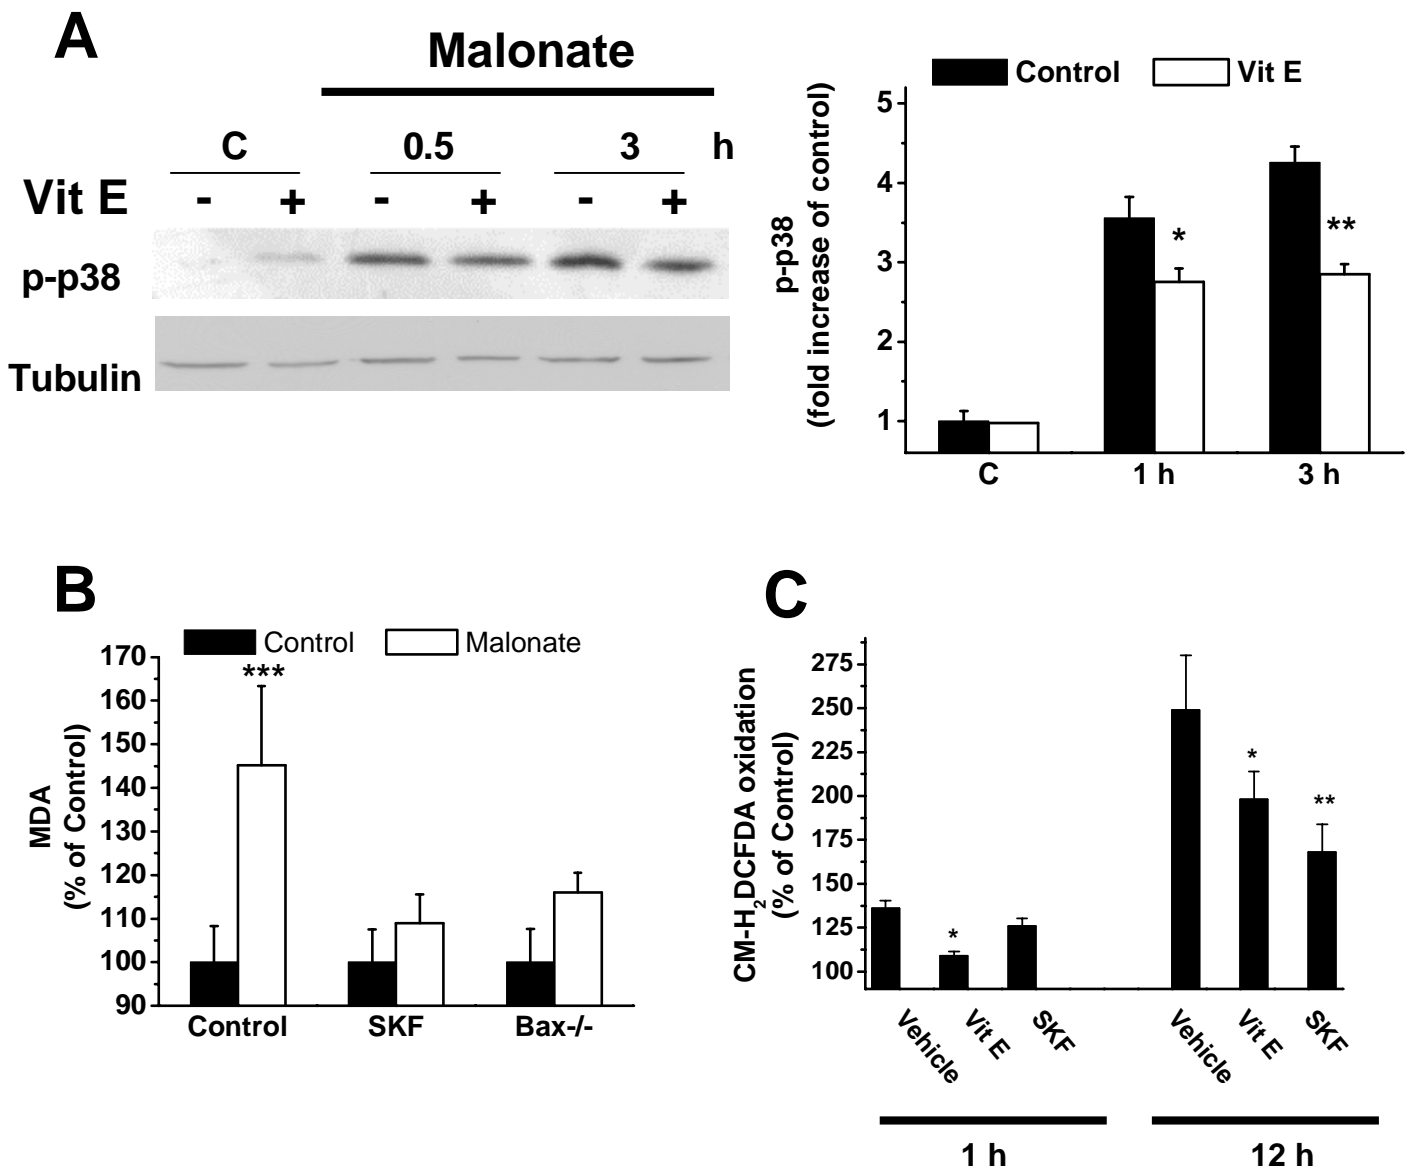 A
Malonate
C 0.5 3 h
Vit E - + - + - +
p-p38
Tubulin
Control Vit E
p-p38
(fold increase of control)
5
4
3
2
1
* **
C 1 h 3 h
B
Control Malonate
MDA
(% of Control)
170
160
150
140
130
120
110
100
90
***
Control SKF Bax-/-
C
CM-H₂DCFDA oxidation
(% of Control)
275
250
225
200
175
150
125
100
* * **
Vehicle Vit E SKF Vehicle Vit E SKF
1 h 12 h